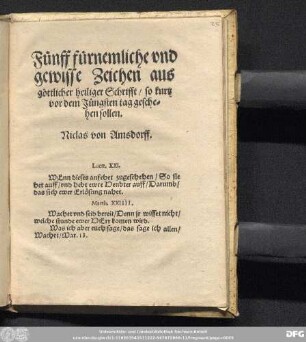 Fünff fürnemliche vnd
gewisse Zeichen aus
göttlicher heiliger Schrifft / so kurtz
vor dem Jüngsten tag gesche-
hen sollen.
Niclas von Amsdorff.
Luce. XXI.
WEnn dieses anfehet zugeschehen / So se-
het auff / vnd hebt ewre Heubter auff / Darumb /
das sich ewer Erlösung nahet.
Matth. XXIIII.
Wachet vnd seid bereit / Denn jr wisset nicht /
welche stunde ewer HErr komen wird.
Was ich aber euch sage / das sage ich allen /
Wachet / Mar. 13.
DFG